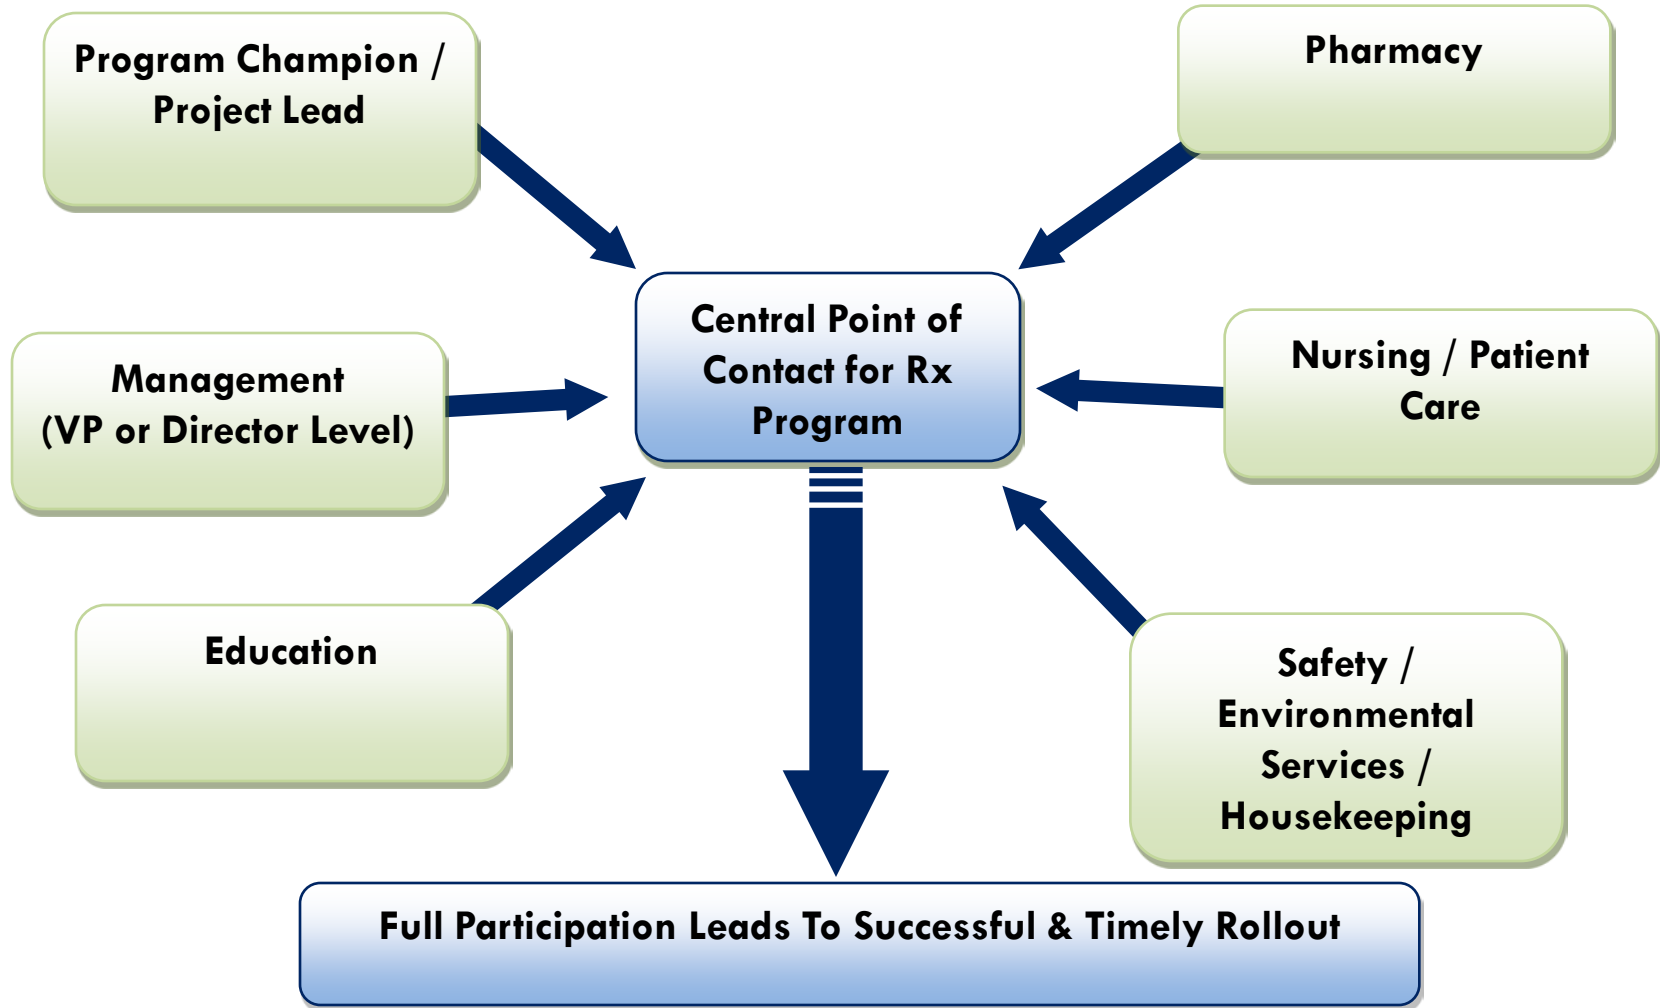 Program Champion /
Project Lead
Pharmacy
Central Point of
Contact for Rx
Program
Management
(VP or Director Level)
Nursing / Patient
Care
Education
Safety /
Environmental
Services /
Housekeeping
Full Participation Leads To Successful & Timely Rollout